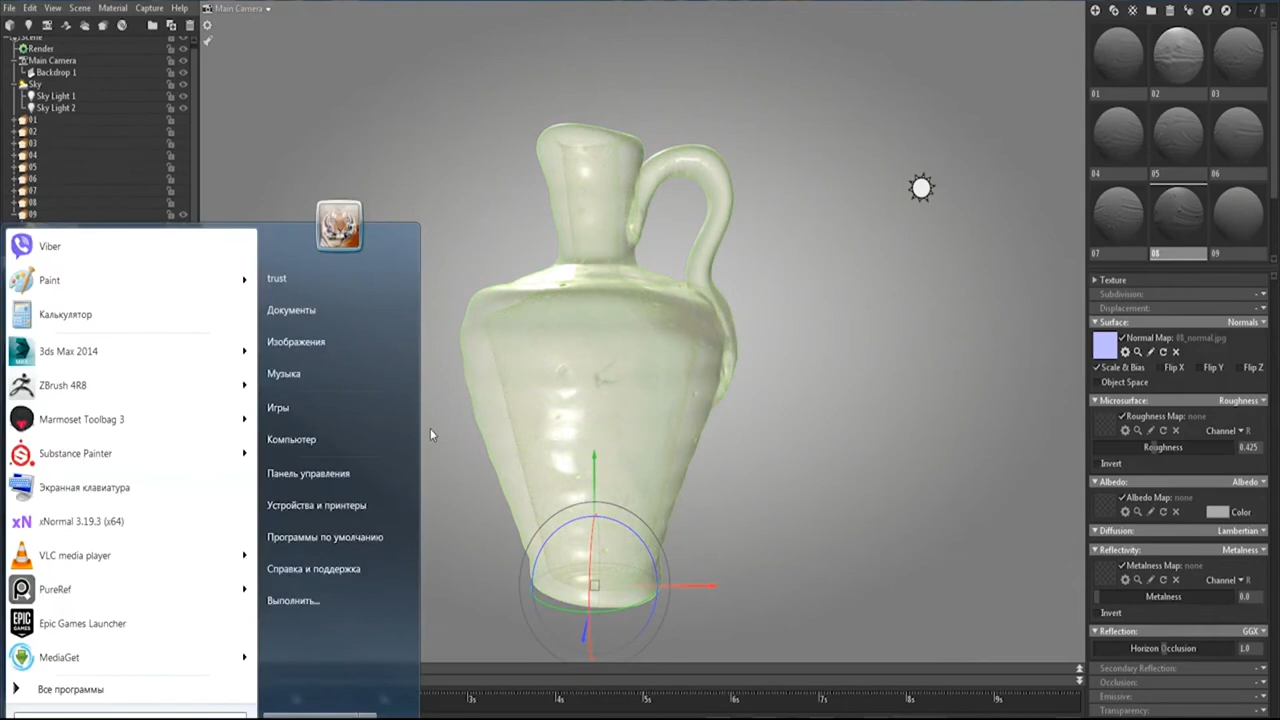 File Edit View Scene Material Capture Help
Main Camera
Scene
Render
Main Camera
Backdrop 1
Sky
Sky Light 1
Sky Light 2
01
02
03
04
05
06
07
08
09
Viber
Paint
Калькулятор
3ds Max 2014
ZBrush 4R8
Marmoset Toolbag 3
Substance Painter
Экранная клавиатура
xNormal 3.19.3 (x64)
VLC media player
PureRef
Epic Games Launcher
MediaGet
Все программы
trust
Документы
Изображения
Музыка
Игры
Компьютер
Панель управления
Устройства и принтеры
Программы по умолчанию
Справка и поддержка
Выполнить...
3s 4s 5s 6s 7s 8s 9s
01 02 03
04 05 06
07 08 09
Texture
Subdivision:
Displacement:
Surface: Normals
Normal Map: 08_normal.jpg
Scale & Bias Flip X Flip Y Flip Z
Object Space
Microsurface: Roughness
Roughness Map: none
Channel R
Roughness 0.425
Invert
Albedo: Albedo
Albedo Map: none
Color
Diffusion: Lambertian
Reflectivity: Metalness
Metalness Map: none
Channel R
Metalness 0.0
Invert
Reflection: GGX
Horizon Occlusion 1.0
Secondary Reflection:
Occlusion:
Emissive:
Transparency: